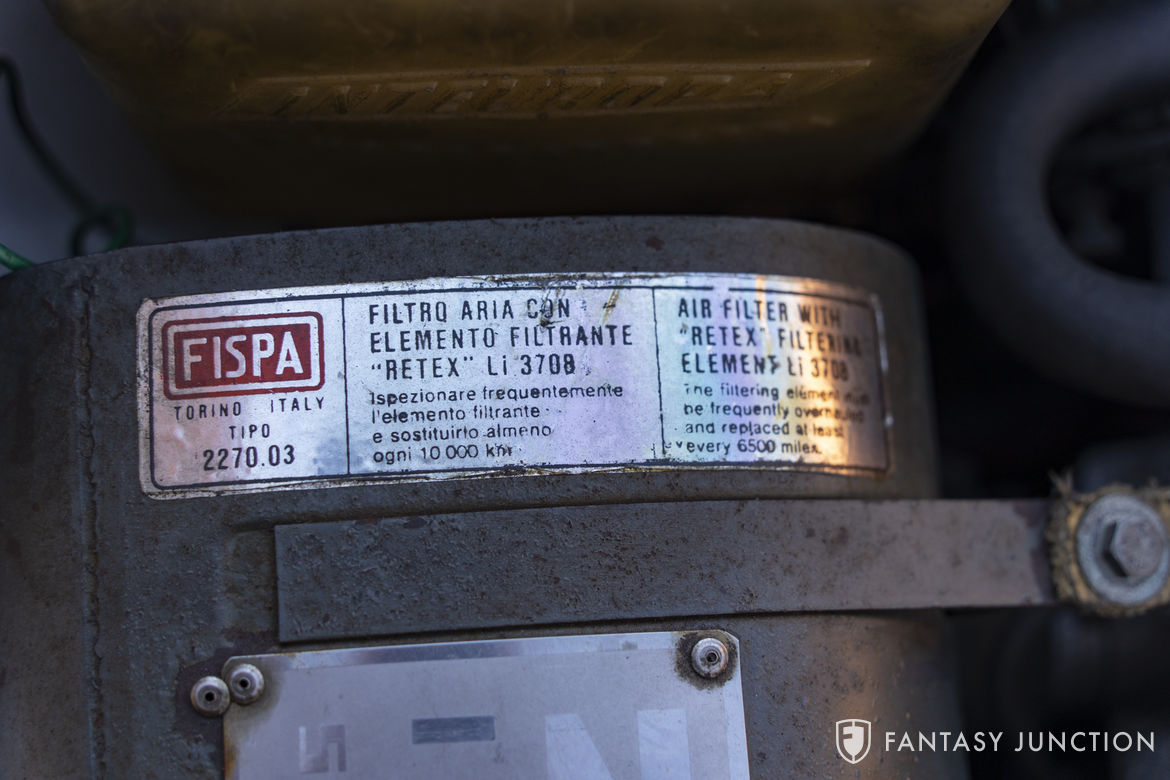 FISPA
TORINO ITALY
TIPO
2270.03
FILTRO ARIA CON
ELEMENTO FILTRANTE
"RETEX" Li 3708
Ispezionare frequentemente
l'elemento filtrante
e sostituirlo almeno
ogni 10 000 km
AIR FILTER WITH
"RETEX" FILTERING
ELEMENT Li 3708
The filtering element must
be frequently overhauled
and replaced at least
every 6500 miles.
FANTASY JUNCTION